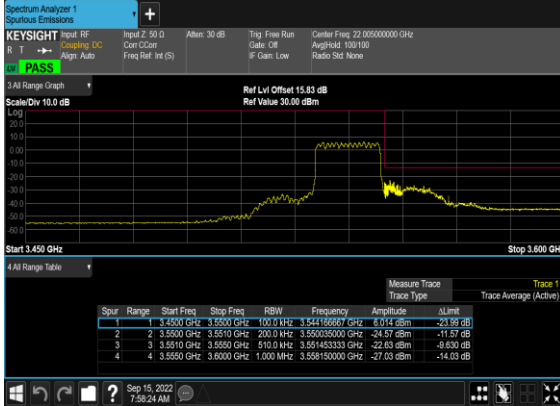 Spectrum Analyzer 1
Spurious Emissions
+
KEYSIGHT Input: RF Input Z: 50 Ω Atten: 30 dB Trig: Free Run Center Freq: 22.005000000 GHz
R T Coupling: DC Corr CCorr Gate: Off Avg|Hold: 100/100
Align: Auto Freq Ref: Int (S) IF Gain: Low Radio Std: None
PASS
3 All Range Graph Ref Lvl Offset 15.83 dB
Scale/Div 10.0 dB Ref Value 30.00 dBm
Log
20.0
10.0
0.00
-10.0
-20.0
-30.0
-40.0
-50.0
-60.0
Start 3.450 GHz Stop 3.600 GH
4 All Range Table
Measure Trace Trace 1
Trace Type Trace Average (Active)
Spur Range Start Freq Stop Freq RBW Frequency Amplitude ΔLimit
1 1 3.4500 GHz 3.5500 GHz 100.0 kHz 3.544166667 GHz 6.014 dBm -23.99 dB
2 2 3.5500 GHz 3.5510 GHz 200.0 kHz 3.550035000 GHz -24.57 dBm -11.57 dB
3 3 3.5510 GHz 3.5550 GHz 510.0 kHz 3.551453333 GHz -22.63 dBm -9.630 dB
4 4 3.5550 GHz 3.6000 GHz 1.000 MHz 3.558150000 GHz -27.03 dBm -14.03 dB
?
Sep 15, 2022
7:58:24 AM